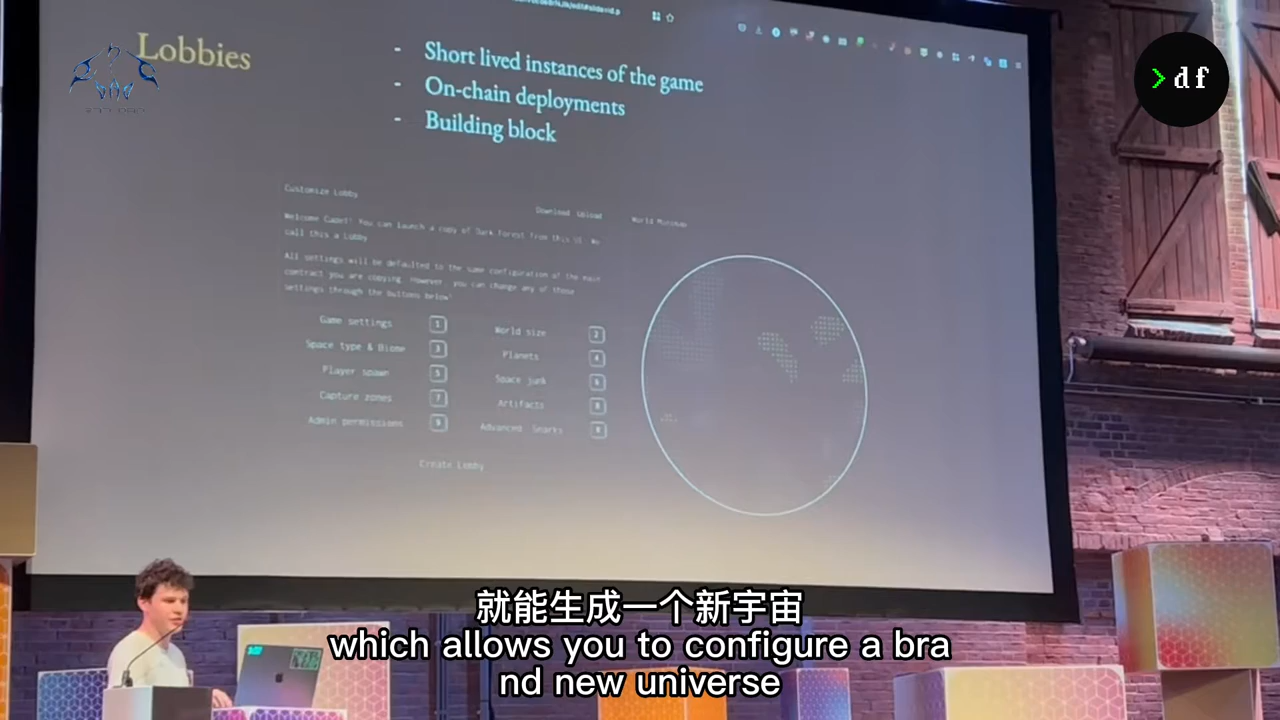 Lobbies
- Short lived instances of the game
- On-chain deployments
- Building block
>df
Customize Lobby
Download Upload
World Minimap
Welcome Cadet! You can launch a copy of Dark Forest from this UI. We
call this a Lobby
All settings will be defaulted to the same configuration of the main
contract you are copying. However, you can change any of those
settings through the buttons below!
Game settings 1
World size 2
Space type & Biome 3
Planets 4
Player spawn 5
Space junk 6
Capture zones 7
Artifacts 8
Admin permissions 9
Advanced: Snarks
Create Lobby
就能生成一个新宇宙
which allows you to configure a bra
nd new universe